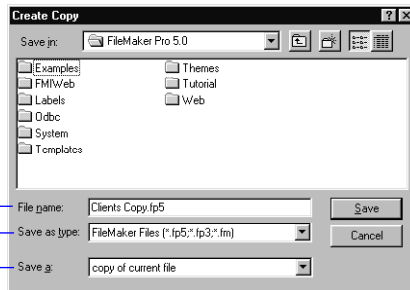 Create Copy
Save in: FileMaker Pro 5.0
Examples Themes
FMIWeb Tutorial
Labels Web
Odbc
System
Templates
File name: Clients Copy.fp5 Save
Save as type: FileMaker Files (*.fp5;*.fp3;*.fm) Cancel
Save a: copy of current file